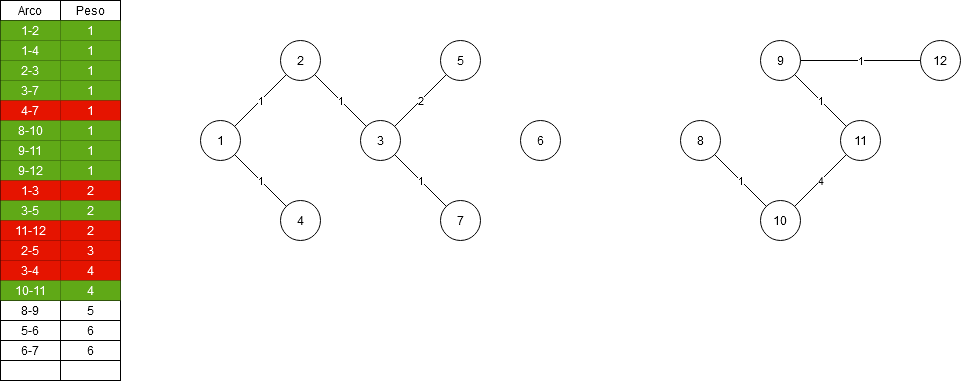 Arco Peso
1-2 1
1-4 1
2-3 1
3-7 1
4-7 1
8-10 1
9-11 1
9-12 1
1-3 2
3-5 2
11-12 2
2-5 3
3-4 4
10-11 4
8-9 5
5-6 6
6-7 6
2 5 9 1 12
1 1 2 1
1 3 6 8 11
1 1 1 4
4 7 10